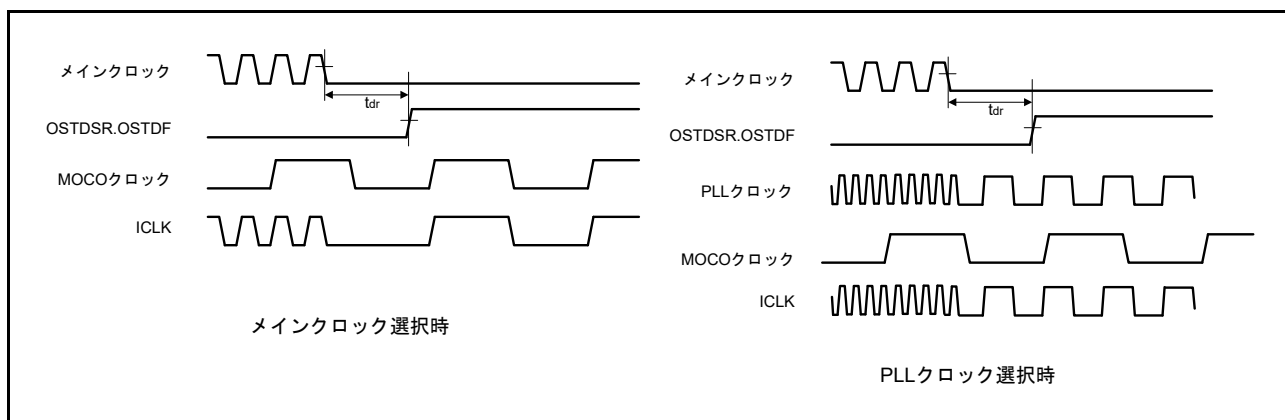 メインクロック
tdr
OSTDSR.OSTDF
MOCOクロック
ICLK
メインクロック選択時
メインクロック
tdr
OSTDSR.OSTDF
PLLクロック
MOCOクロック
ICLK
PLLクロック選択時